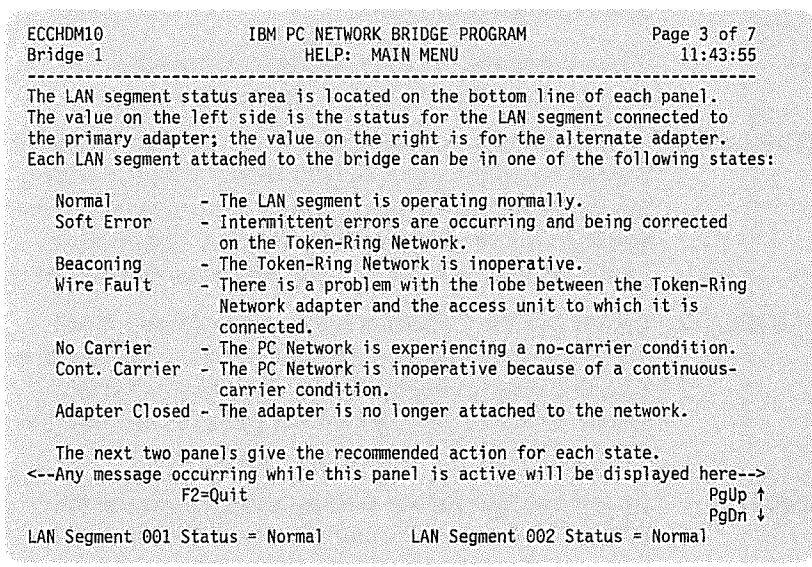 ECCHDM10 IBM PC NETWORK BRIDGE PROGRAM Page 3 of 7
Bridge 1 HELP: MAIN MENU 11:43:55
--------------------------------------------------------------------------------
The LAN segment status area is located on the bottom line of each panel.
The value on the left side is the status for the LAN segment connected to
the primary adapter; the value on the right is for the alternate adapter.
Each LAN segment attached to the bridge can be in one of the following states:
Normal - The LAN segment is operating normally.
Soft Error - Intermittent errors are occurring and being corrected
on the Token-Ring Network.
Beaconing - The Token-Ring Network is inoperative.
Wire Fault - There is a problem with the lobe between the Token-Ring
Network adapter and the access unit to which it is
connected.
No Carrier - The PC Network is experiencing a no-carrier condition.
Cont. Carrier - The PC Network is inoperative because of a continuous-
carrier condition.
Adapter Closed - The adapter is no longer attached to the network.
The next two panels give the recommended action for each state.
<--Any message occurring while this panel is active will be displayed here-->
F2=Quit PgUp ↑
PgDn ↓
LAN Segment 001 Status = Normal LAN Segment 002 Status = Normal